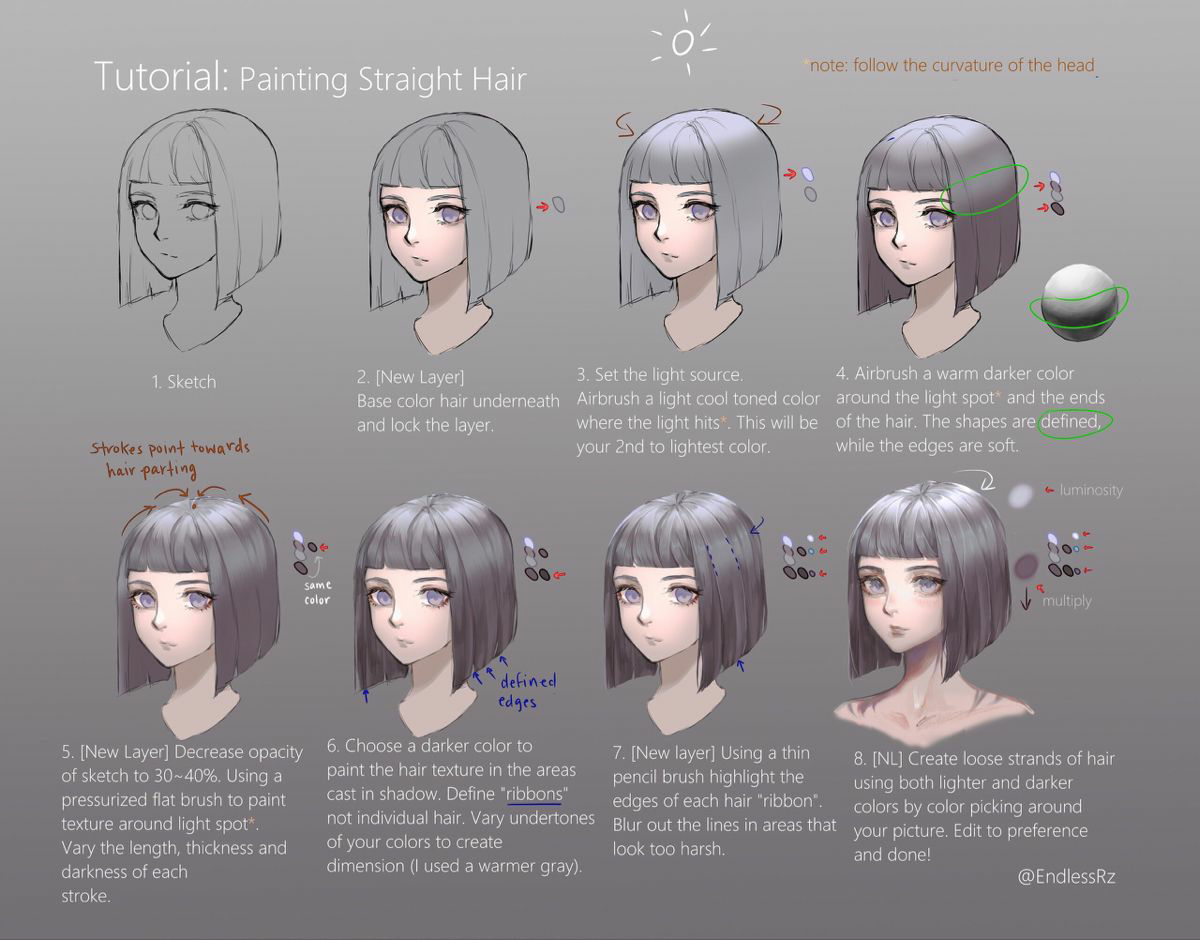 Tutorial: Painting Straight Hair
*note: follow the curvature of the head
1. Sketch
2. [New Layer]
Base color hair underneath
and lock the layer.
3. Set the light source.
Airbrush a light cool toned color
where the light hits*. This will be
your 2nd to lightest color.
4. Airbrush a warm darker color
around the light spot* and the ends
of the hair. The shapes are defined,
while the edges are soft.
Strokes point towards
hair parting
same
color
5. [New Layer] Decrease opacity
of sketch to 30~40%. Using a
pressurized flat brush to paint
texture around light spot*.
Vary the length, thickness and
darkness of each
stroke.
defined
edges
6. Choose a darker color to
paint the hair texture in the areas
cast in shadow. Define "ribbons"
not individual hair. Vary undertones
of your colors to create
dimension (I used a warmer gray).
7. [New layer] Using a thin
pencil brush highlight the
edges of each hair "ribbon".
Blur out the lines in areas that
look too harsh.
luminosity
multiply
8. [NL] Create loose strands of hair
using both lighter and darker
colors by color picking around
your picture. Edit to preference
and done!
@EndlessRz